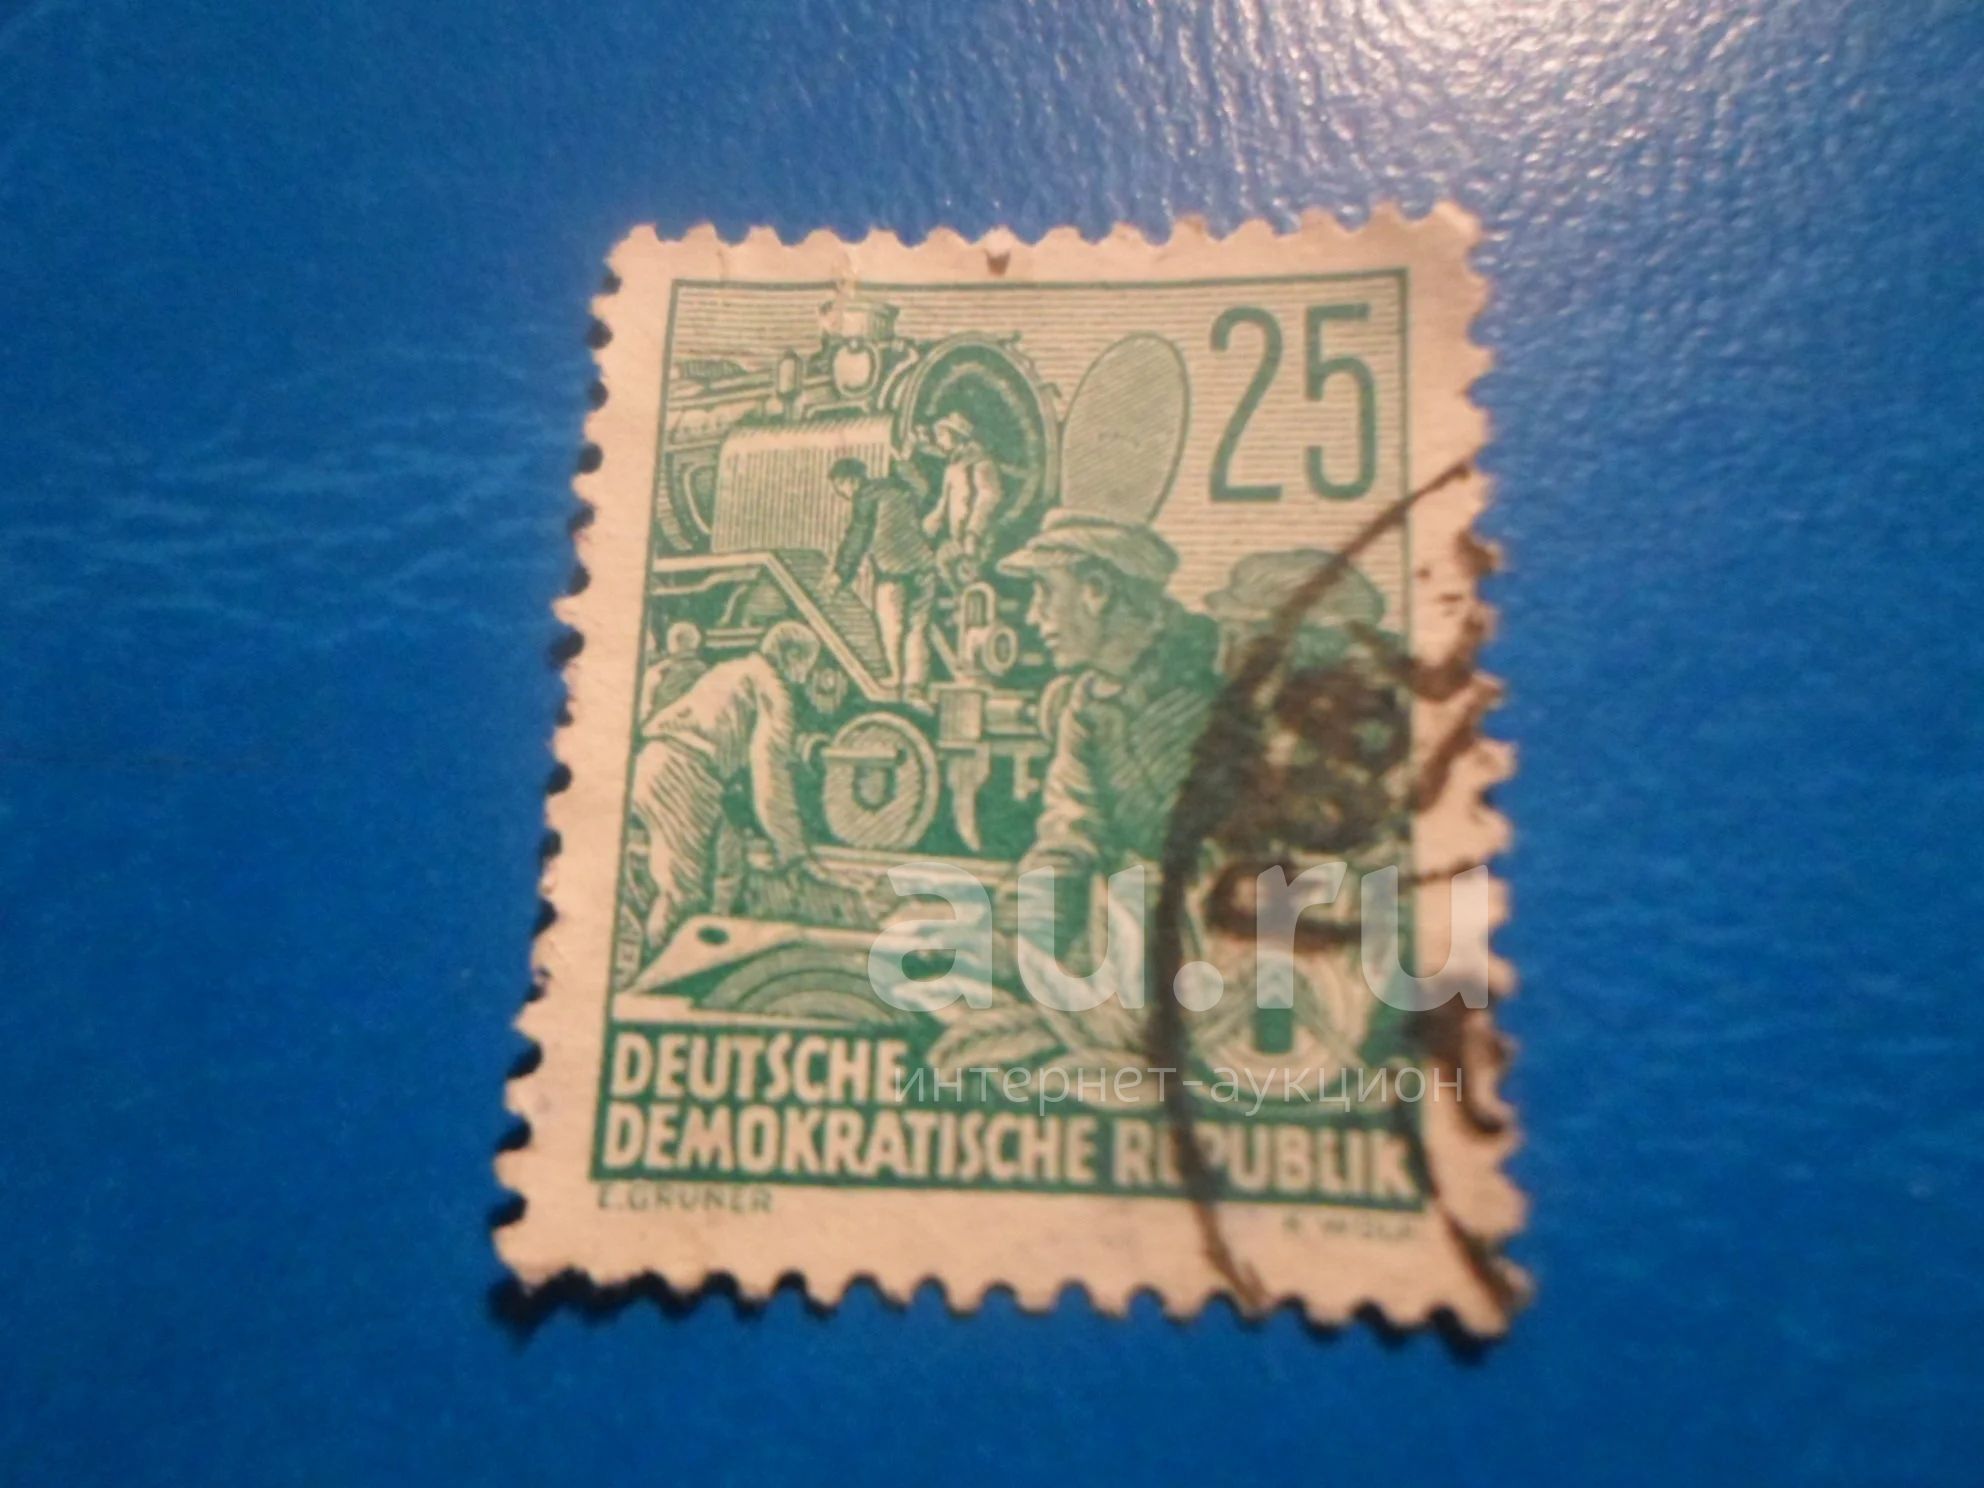 25
au.ru
DEUTSCHE
интернет-аукцион
DEMOKRATISCHE REPUBLIK
E. GRUNER